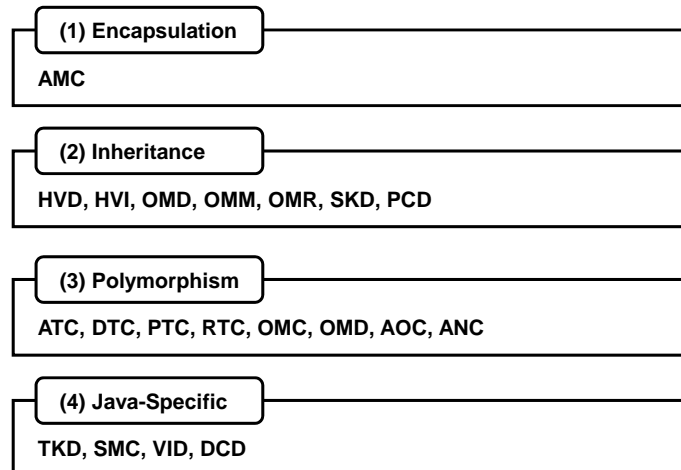 (1) Encapsulation
AMC
(2) Inheritance
HVD, HVI, OMD, OMM, OMR, SKD, PCD
(3) Polymorphism
ATC, DTC, PTC, RTC, OMC, OMD, AOC, ANC
(4) Java-Specific
TKD, SMC, VID, DCD